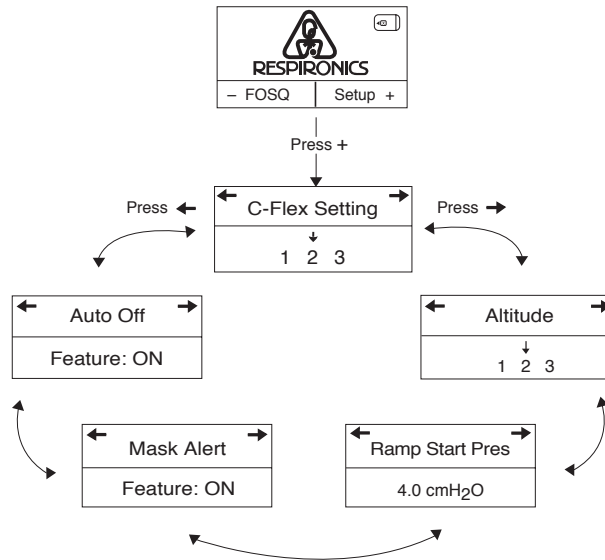 RESPIRONICS
– FOSQ Setup +
Press +
C-Flex Setting
1 2 3
Press
Press
Auto Off
Feature: ON
Altitude
1 2 3
Mask Alert
Feature: ON
Ramp Start Pres
4.0 cmH₂O